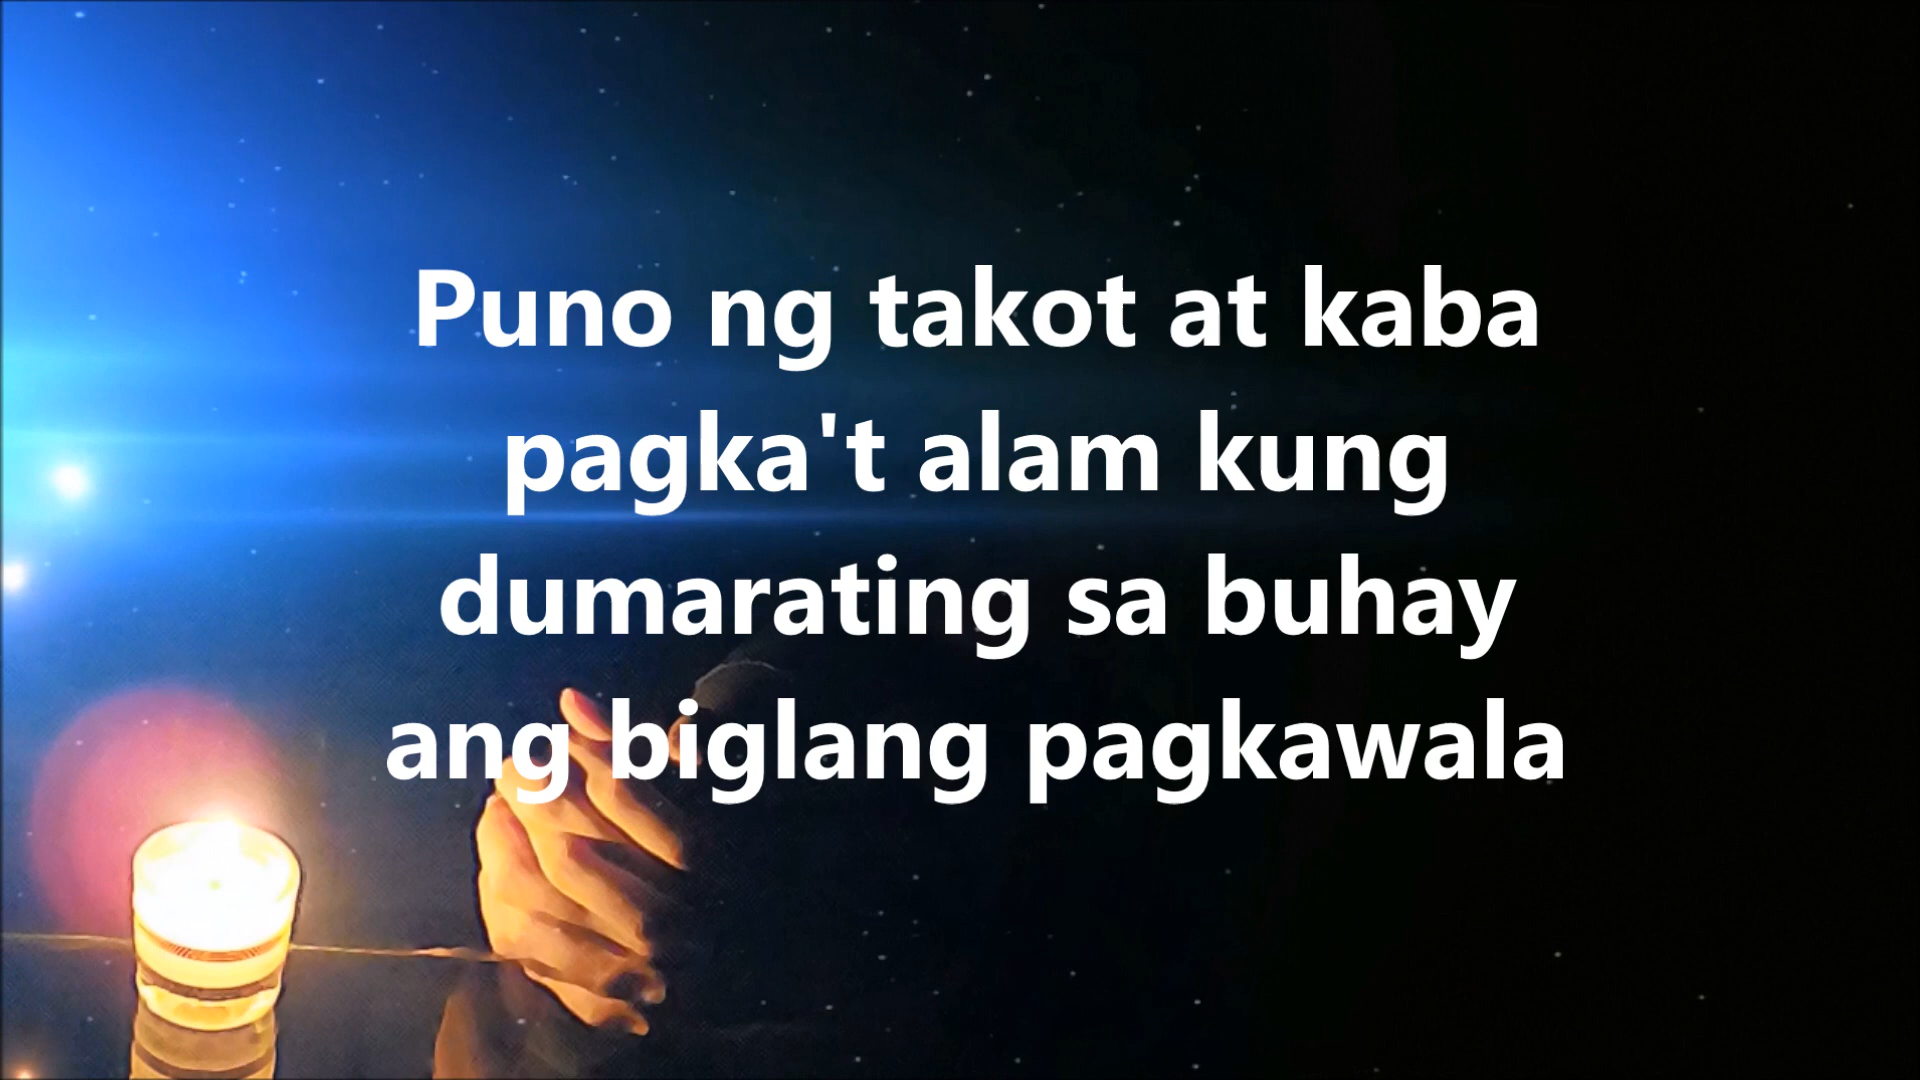 Puno ng takot at kaba
pagka't alam kung
dumarating sa buhay
ang biglang pagkawala